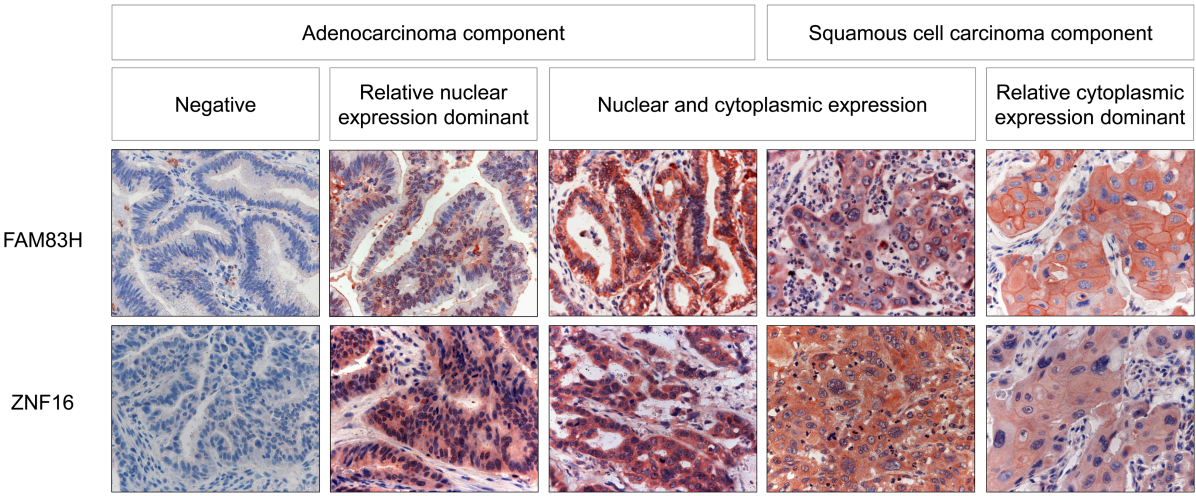 Adenocarcinoma component
Squamous cell carcinoma component
Negative
Relative nuclear
expression dominant
Nuclear and cytoplasmic expression
Relative cytoplasmic
expression dominant
FAM83H
ZNF16